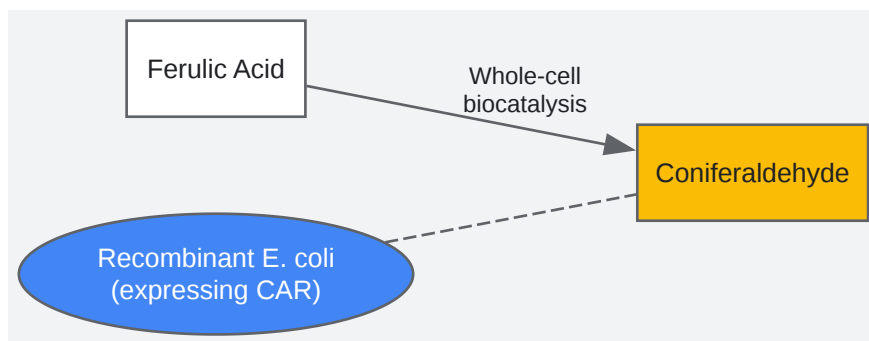 Ferulic Acid
Whole-cell
biocatalysis
Coniferaldehyde
Recombinant E. coli
(expressing CAR)